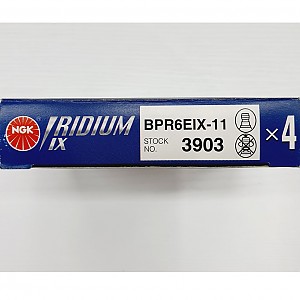 NGK
IRIDIUM
IX
BPR6EIX-11
STOCK
NO. 3903
×4